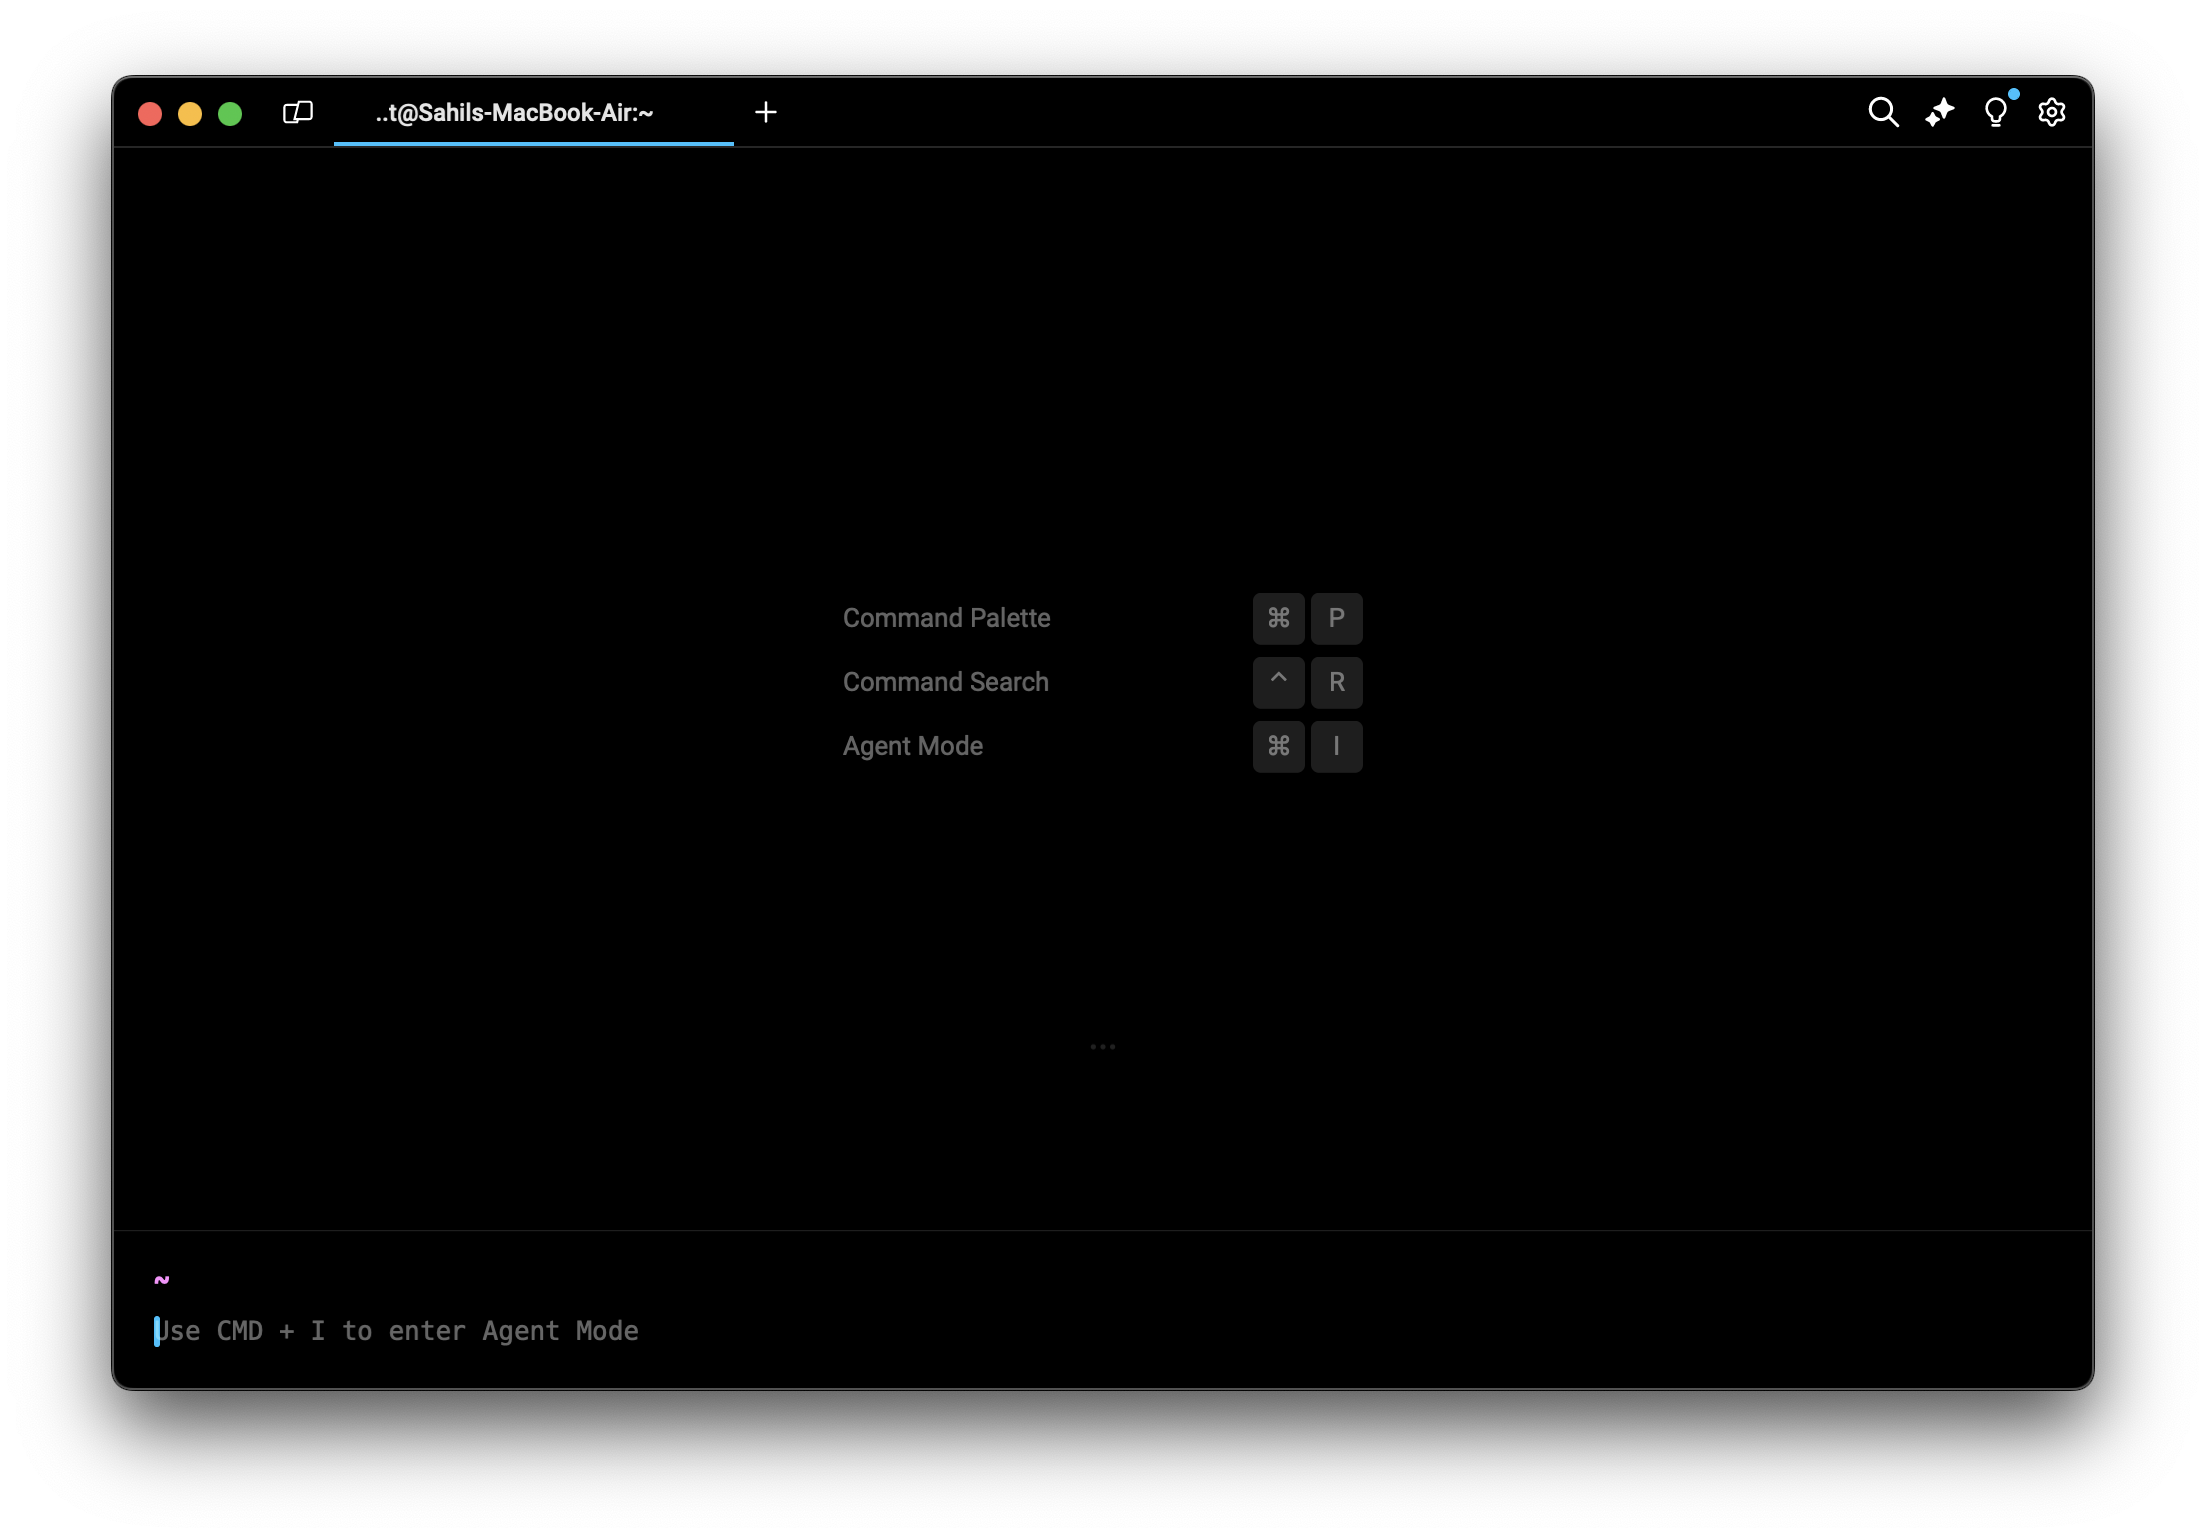 ..t@Sahils-MacBook-Air:~
Command Palette ⌘ P
Command Search ^ R
Agent Mode ⌘ I
~
Use CMD + I to enter Agent Mode